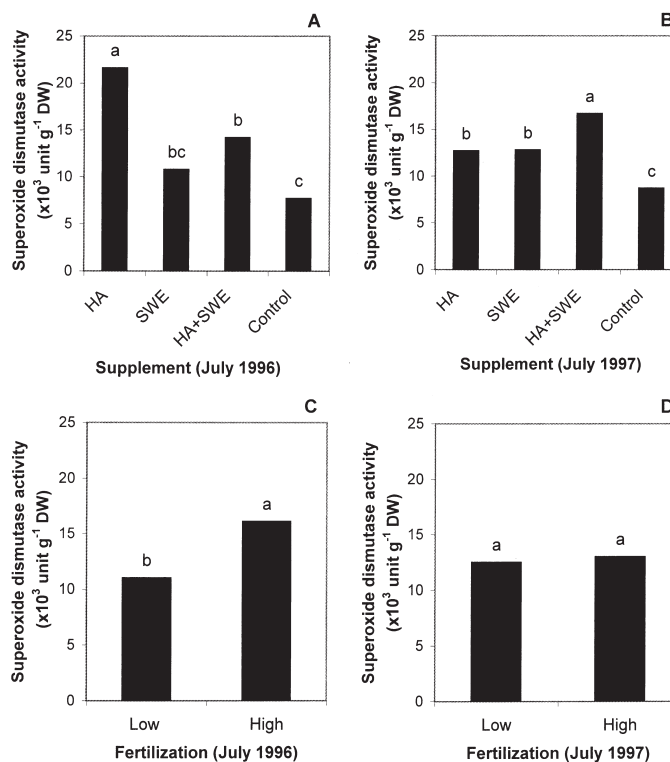 A
Superoxide dismutase activity
(x10³ unit g⁻¹ DW)
25
20
15
10
5
0
a
bc
b
c
HA
SWE
HA+SWE
Control
Supplement (July 1996)
B
Superoxide dismutase activity
(x10³ unit g⁻¹ DW)
25
20
15
10
5
0
b
b
a
c
HA
SWE
HA+SWE
Control
Supplement (July 1997)
C
Superoxide dismutase activity
(x10³ unit g⁻¹ DW)
25
20
15
10
5
0
b
a
Low
High
Fertilization (July 1996)
D
Superoxide dismutase activity
(x10³ unit g⁻¹ DW)
25
20
15
10
5
0
a
a
Low
High
Fertilization (July 1997)